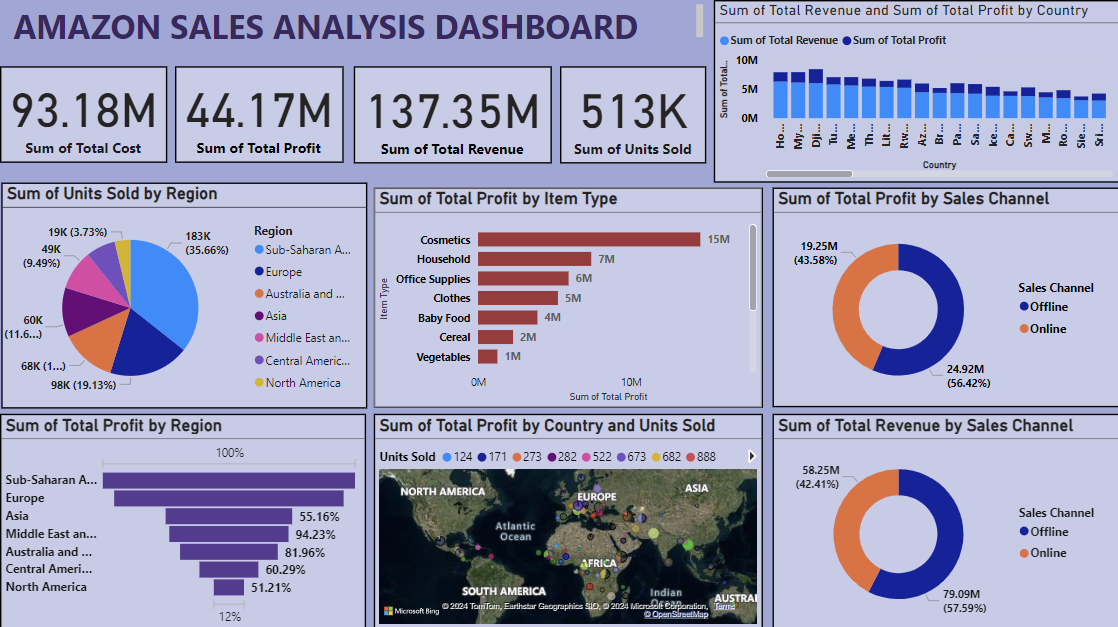 AMAZON SALES ANALYSIS DASHBOARD
93.18M
Sum of Total Cost
44.17M
Sum of Total Profit
137.35M
Sum of Total Revenue
513K
Sum of Units Sold
Sum of Total Revenue and Sum of Total Profit by Country
Sum of Total Revenue
Sum of Total Profit
Sum of Total...
10M
5M
0M
Ho...
My...
Dji...
Tu...
Me...
Th...
Lit...
Rw...
Az...
Br...
Pa...
Sa...
Ice...
Ca...
Sw...
M...
Ro...
Sie...
Sri...
Country
Sum of Units Sold by Region
19K (3.73%)
49K
(9.49%)
60K
(11.6...)
68K (1...)
98K (19.13%)
183K
(35.66%)
Region
Sub-Saharan A...
Europe
Australia and ...
Asia
Middle East an...
Central Americ...
North America
Sum of Total Profit by Item Type
Item Type
Cosmetics 15M
Household 7M
Office Supplies 6M
Clothes 5M
Baby Food 4M
Cereal 2M
Vegetables 1M
0M 10M
Sum of Total Profit
Sum of Total Profit by Sales Channel
19.25M
(43.58%)
24.92M
(56.42%)
Sales Channel
Offline
Online
Sum of Total Profit by Region
100%
Sub-Saharan A...
Europe
Asia 55.16%
Middle East an... 94.23%
Australia and ... 81.96%
Central Ameri... 60.29%
North America 51.21%
12%
Sum of Total Profit by Country and Units Sold
Units Sold 124 171 273 282 522 673 682 888
NORTH AMERICA
EUROPE
ASIA
Atlantic
Ocean
AFRICA
SOUTH AMERICA
Indian
Ocean
AUSTRA
Microsoft Bing
© 2024 TomTom, Earthstar Geographics SIO, © 2024 Microsoft Corporation, Terms
© OpenStreetMap
Sum of Total Revenue by Sales Channel
58.25M
(42.41%)
79.09M
(57.59%)
Sales Channel
Offline
Online